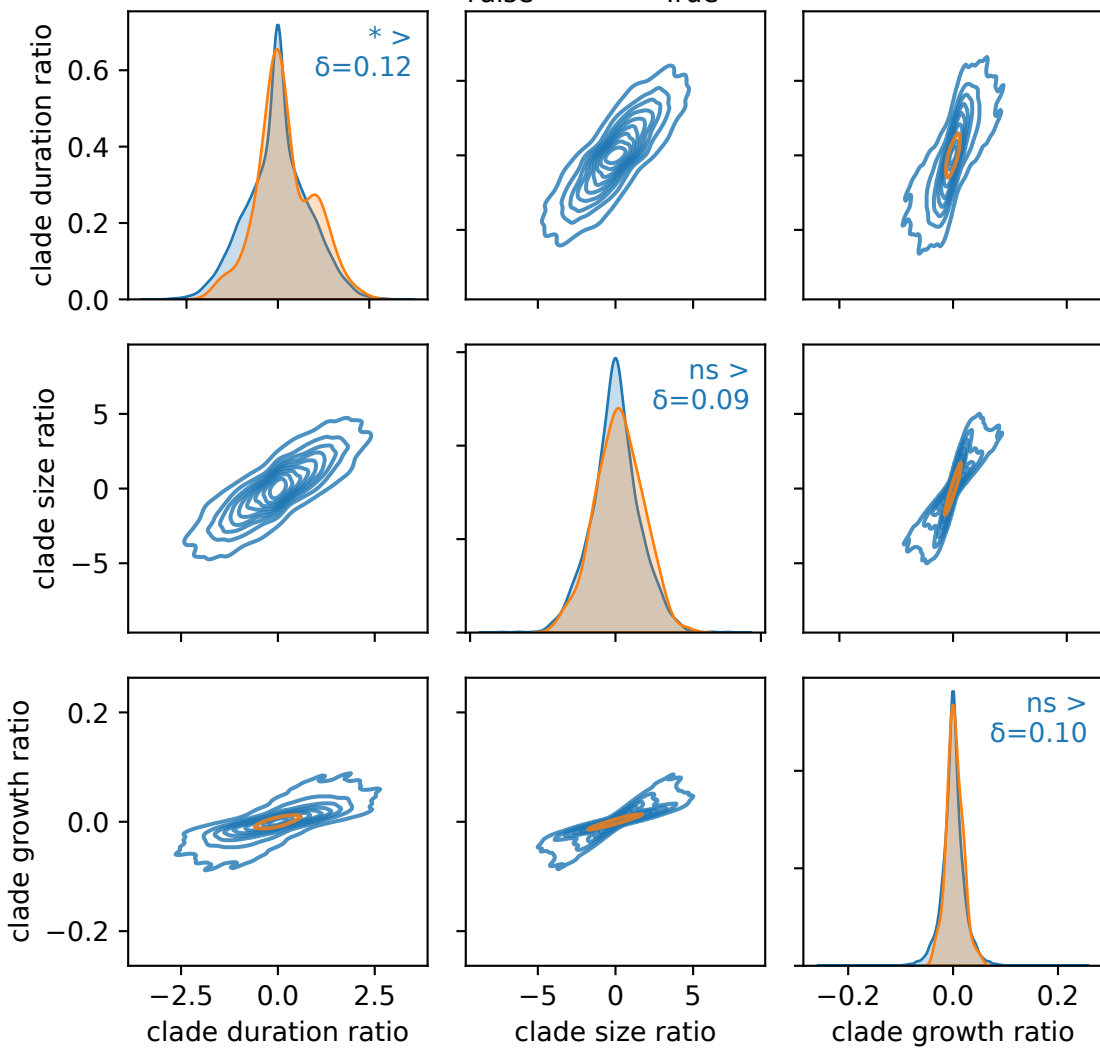 clade duration ratio
0.6
0.4
0.2
0.0
* >
δ=0.12
clade size ratio
5
0
−5
ns >
δ=0.09
clade growth ratio
0.2
0.0
−0.2
ns >
δ=0.10
−2.5 0.0 2.5
−5 0 5
−0.2 0.0 0.2
clade duration ratio
clade size ratio
clade growth ratio